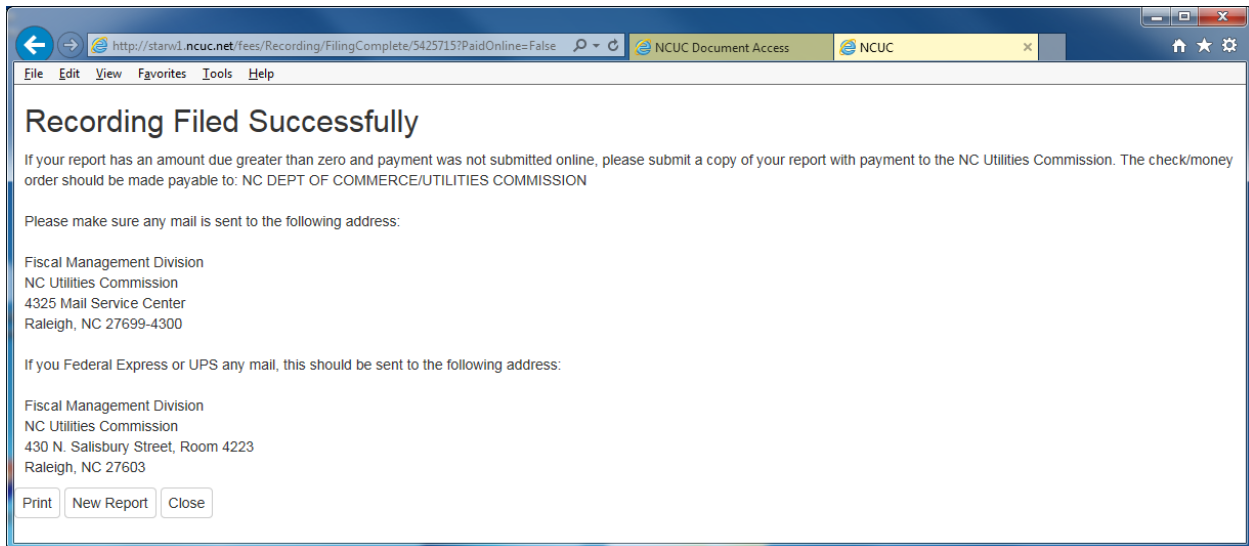 http://starw1.ncuc.net/fees/Recording/FilingComplete/5425715?PaidOnline=False
NCUC Document Access
NCUC
File Edit View Favorites Tools Help
Recording Filed Successfully
If your report has an amount due greater than zero and payment was not submitted online, please submit a copy of your report with payment to the NC Utilities Commission. The check/money
order should be made payable to: NC DEPT OF COMMERCE/UTILITIES COMMISSION
Please make sure any mail is sent to the following address:
Fiscal Management Division
NC Utilities Commission
4325 Mail Service Center
Raleigh, NC 27699-4300
If you Federal Express or UPS any mail, this should be sent to the following address:
Fiscal Management Division
NC Utilities Commission
430 N. Salisbury Street, Room 4223
Raleigh, NC 27603
Print New Report Close